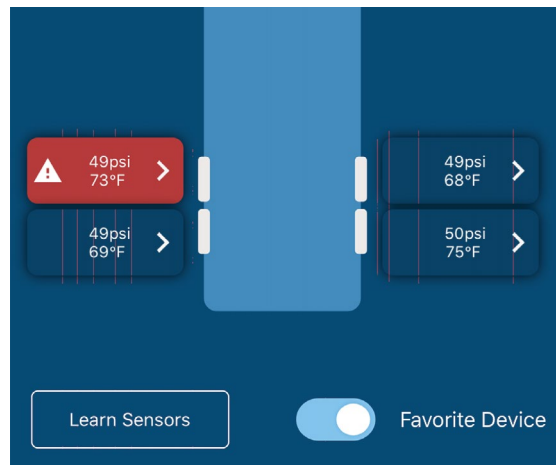 49psi
73°F
49psi
68°F
49psi
69°F
50psi
75°F
Learn Sensors
Favorite Device